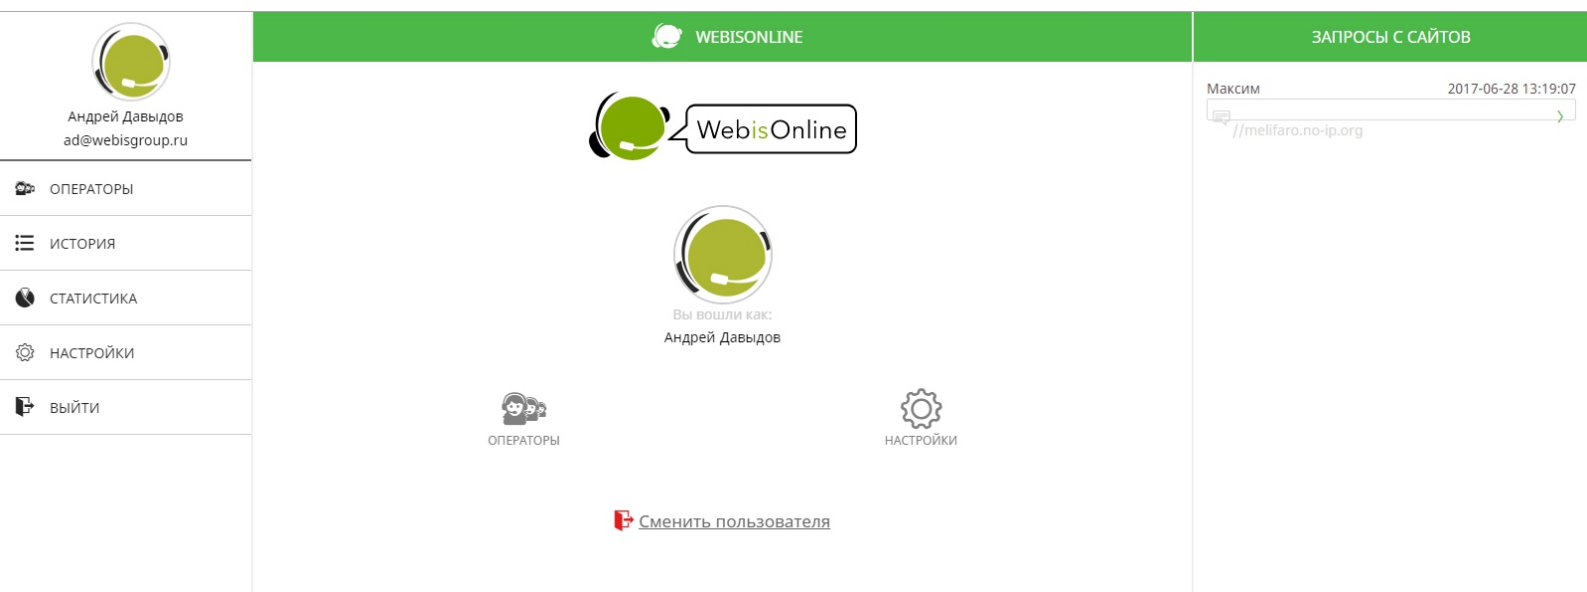 Андрей Давыдов
ad@webisgroup.ru
ОПЕРАТОРЫ
ИСТОРИЯ
СТАТИСТИКА
НАСТРОЙКИ
ВЫЙТИ
WEBISONLINE
WebisOnline
Вы вошли как:
Андрей Давыдов
ОПЕРАТОРЫ
НАСТРОЙКИ
Сменить пользователя
ЗАПРОСЫ С САЙТОВ
Максим 2017-06-28 13:19:07
//melifaro.no-ip.org